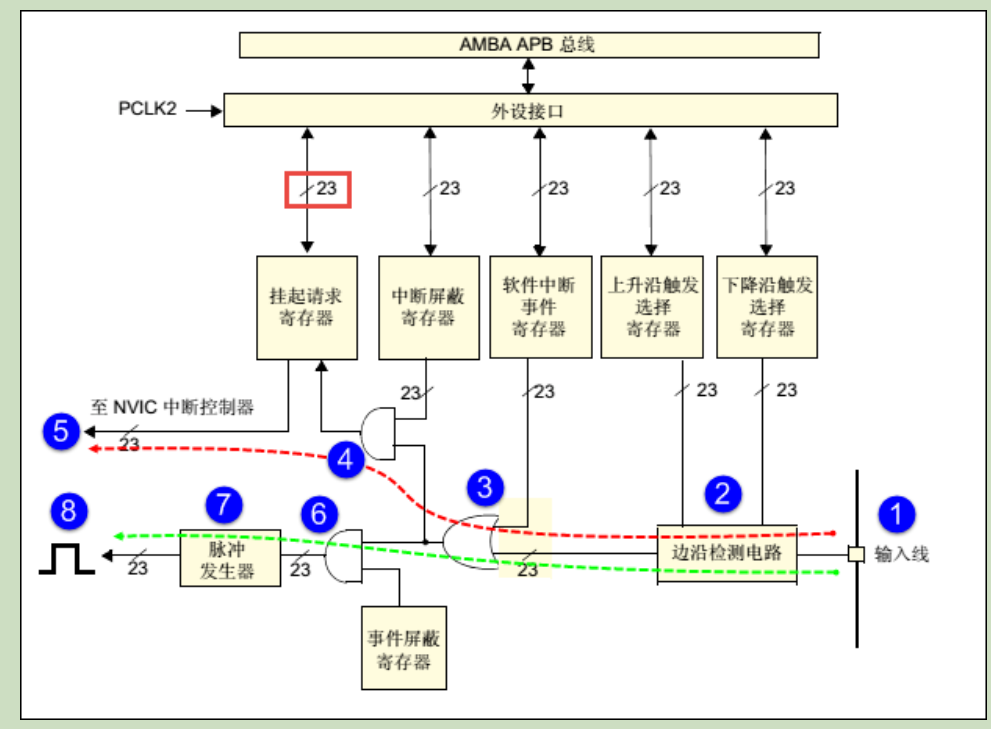 AMBA APB 总线
PCLK2
外设接口
23
23
23
23
23
挂起请求
寄存器
中断屏蔽
寄存器
软件中断
事件
寄存器
上升沿触发
选择
寄存器
下降沿触发
选择
寄存器
23
23
23
23
至 NVIC 中断控制器
5
23
4
3
2
1
8
7
6
输入线
脉冲
发生器
边沿检测电路
23
23
23
事件屏蔽
寄存器